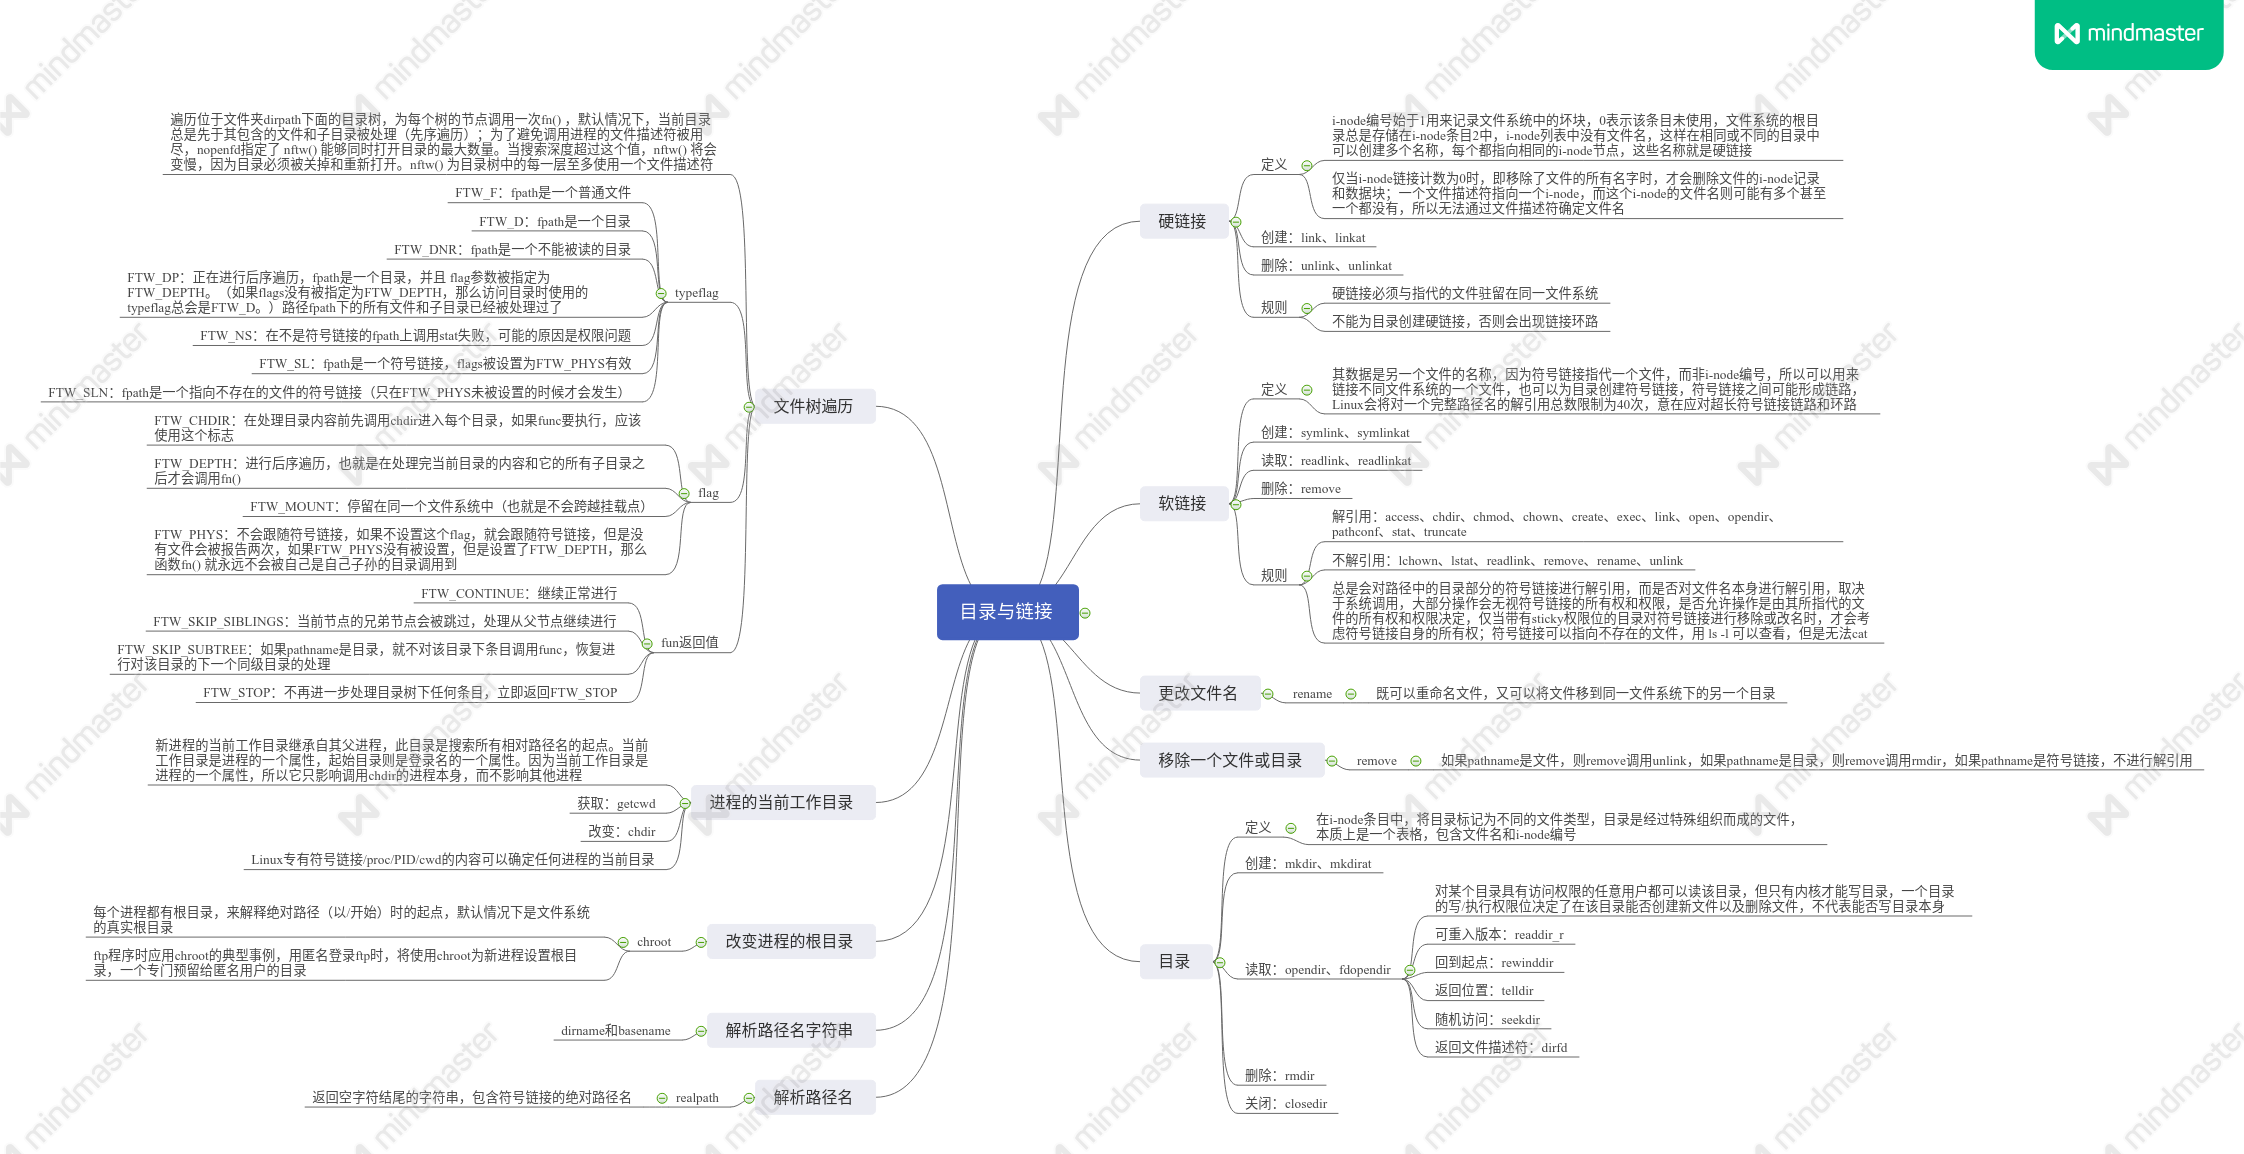 mindmaster
目录与链接
硬链接
定义
i-node编号始于1用来记录文件系统中的坏块，0表示该条目未使用，文件系统的根目
录总是存储在i-node条目2中，i-node列表中没有文件名，这样在相同或不同的目录中
可以创建多个名称，每个都指向相同的i-node节点，这些名称就是硬链接
仅当i-node链接计数为0时，即移除了文件的所有名字时，才会删除文件的i-node记录
和数据块；一个文件描述符指向一个i-node，而这个i-node的文件名则可能有多个甚至
一个都没有，所以无法通过文件描述符确定文件名
创建：link、linkat
删除：unlink、unlinkat
规则
硬链接必须与指代的文件驻留在同一文件系统
不能为目录创建硬链接，否则会出现链接环路
软链接
定义
其数据是另一个文件的名称，因为符号链接指代一个文件，而非i-node编号，所以可以用来
链接不同文件系统的一个文件，也可以为目录创建符号链接，符号链接之间可能形成链路，
Linux会将对一个完整路径名的解引用总数限制为40次，意在应对超长符号链接链路和环路
创建：symlink、symlinkat
读取：readlink、readlinkat
删除：remove
规则
解引用：access、chdir、chmod、chown、create、exec、link、open、opendir、
pathconf、stat、truncate
不解引用：lchown、lstat、readlink、remove、rename、unlink
总是会对路径中的目录部分的符号链接进行解引用，而是否对文件名本身进行解引用，取决
于系统调用，大部分操作会无视符号链接的所有权和权限，是否允许操作是由其所指代的文
件的所有权和权限决定，仅当带有sticky权限位的目录对符号链接进行移除或改名时，才会考
虑符号链接自身的所有权；符号链接可以指向不存在的文件，用 ls -l 可以查看，但是无法cat
更改文件名
rename
既可以重命名文件，又可以将文件移到同一文件系统下的另一个目录
移除一个文件或目录
remove
如果pathname是文件，则remove调用unlink，如果pathname是目录，则remove调用rmdir，如果pathname是符号链接，不进行解引用
目录
定义
在i-node条目中，将目录标记为不同的文件类型，目录是经过特殊组织而成的文件，
本质上是一个表格，包含文件名和i-node编号
创建：mkdir、mkdirat
读取：opendir、fdopendir
对某个目录具有访问权限的任意用户都可以读该目录，但只有内核才能写目录，一个目录
的写/执行权限位决定了在该目录能否创建新文件以及删除文件，不代表能否写目录本身
可重入版本：readdir_r
回到起点：rewinddir
返回位置：telldir
随机访问：seekdir
返回文件描述符：dirfd
删除：rmdir
关闭：closedir
文件树遍历
遍历位于文件夹dirpath下面的目录树，为每个树的节点调用一次fn() ，默认情况下，当前目录
总是先于其包含的文件和子目录被处理（先序遍历）；为了避免调用进程的文件描述符被用
尽，nopenfd指定了 nftw() 能够同时打开目录的最大数量。当搜索深度超过这个值，nftw() 将会
变慢，因为目录必须被关掉和重新打开。nftw() 为目录树中的每一层至多使用一个文件描述符
typeflag
FTW_F：fpath是一个普通文件
FTW_D：fpath是一个目录
FTW_DNR：fpath是一个不能被读的目录
FTW_DP：正在进行后序遍历，fpath是一个目录，并且 flag参数被指定为
FTW_DEPTH。（如果flags没有被指定为FTW_DEPTH，那么访问目录时使用的
typeflag总会是FTW_D。）路径fpath下的所有文件和子目录已经被处理过了
FTW_NS：在不是符号链接的fpath上调用stat失败，可能的原因是权限问题
FTW_SL：fpath是一个符号链接，flags被设置为FTW_PHYS有效
FTW_SLN：fpath是一个指向不存在的文件的符号链接（只在FTW_PHYS未被设置的时候才会发生）
flag
FTW_CHDIR：在处理目录内容前先调用chdir进入每个目录，如果func要执行，应该
使用这个标志
FTW_DEPTH：进行后序遍历，也就是在处理完当前目录的内容和它的所有子目录之
后才会调用fn()
FTW_MOUNT：停留在同一个文件系统中（也就是不会跨越挂载点）
FTW_PHYS：不会跟随符号链接，如果不设置这个flag，就会跟随符号链接，但是没
有文件会被报告两次，如果FTW_PHYS没有被设置，但是设置了FTW_DEPTH，那么
函数fn() 就永远不会被自己是自己子孙的目录调用到
fun返回值
FTW_CONTINUE：继续正常进行
FTW_SKIP_SIBLINGS：当前节点的兄弟节点会被跳过，处理从父节点继续进行
FTW_SKIP_SUBTREE：如果pathname是目录，就不对该目录下条目调用func，恢复进
行对该目录的下一个同级目录的处理
FTW_STOP：不再进一步处理目录树下任何条目，立即返回FTW_STOP
进程的当前工作目录
新进程的当前工作目录继承自其父进程，此目录是搜索所有相对路径名的起点。当前
工作目录是进程的一个属性，起始目录则是登录名的一个属性。因为当前工作目录是
进程的一个属性，所以它只影响调用chdir的进程本身，而不影响其他进程
获取：getcwd
改变：chdir
Linux专有符号链接/proc/PID/cwd的内容可以确定任何进程的当前目录
改变进程的根目录
chroot
每个进程都有根目录，来解释绝对路径（以/开始）时的起点，默认情况下是文件系统
的真实根目录
ftp程序时应用chroot的典型事例，用匿名登录ftp时，将使用chroot为新进程设置根目
录，一个专门预留给匿名用户的目录
解析路径名字符串
dirname和basename
解析路径名
realpath
返回空字符结尾的字符串，包含符号链接的绝对路径名